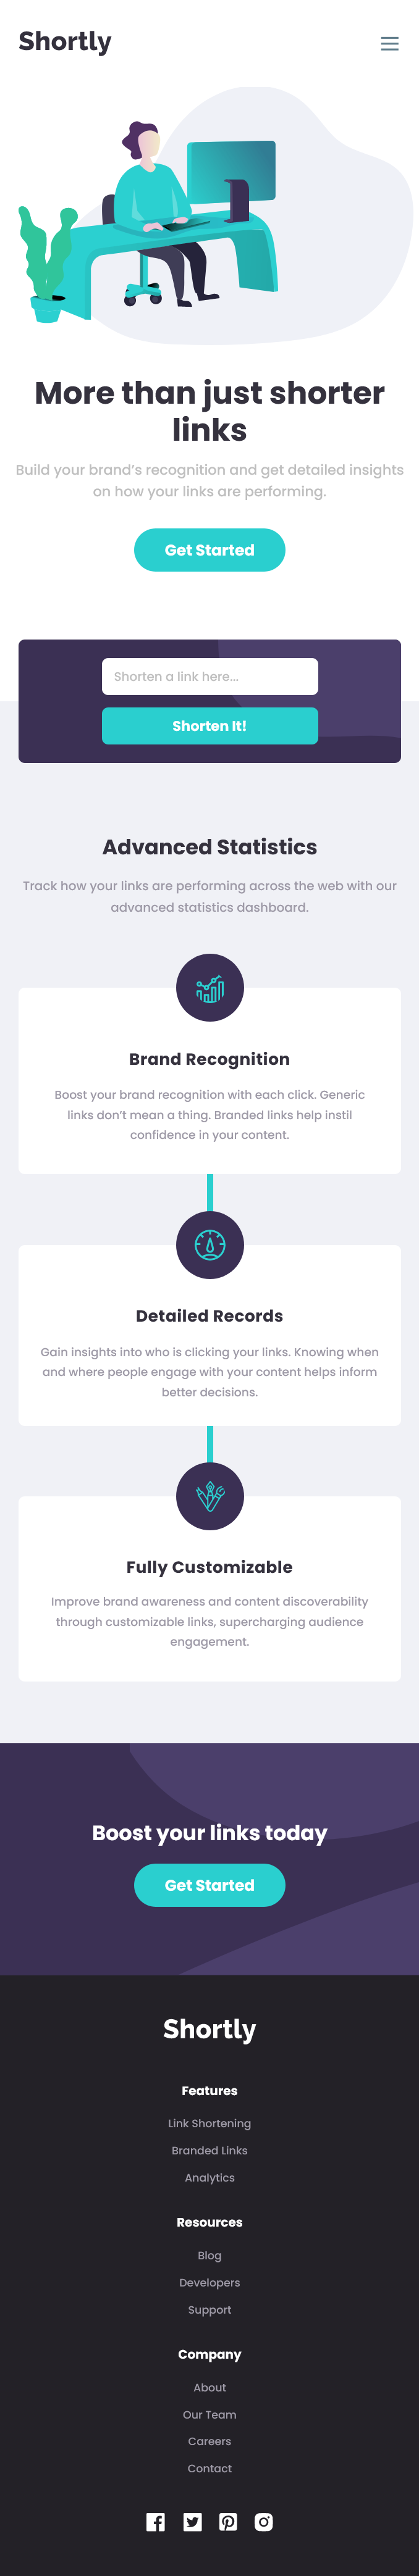 Shortly
More than just shorter
links
Build your brand’s recognition and get detailed insights
on how your links are performing.
Get Started
Shorten a link here...
Shorten It!
Advanced Statistics
Track how your links are performing across the web with our
advanced statistics dashboard.
Brand Recognition
Boost your brand recognition with each click. Generic
links don’t mean a thing. Branded links help instil
confidence in your content.
Detailed Records
Gain insights into who is clicking your links. Knowing when
and where people engage with your content helps inform
better decisions.
Fully Customizable
Improve brand awareness and content discoverability
through customizable links, supercharging audience
engagement.
Boost your links today
Get Started
Shortly
Features
Link Shortening
Branded Links
Analytics
Resources
Blog
Developers
Support
Company
About
Our Team
Careers
Contact